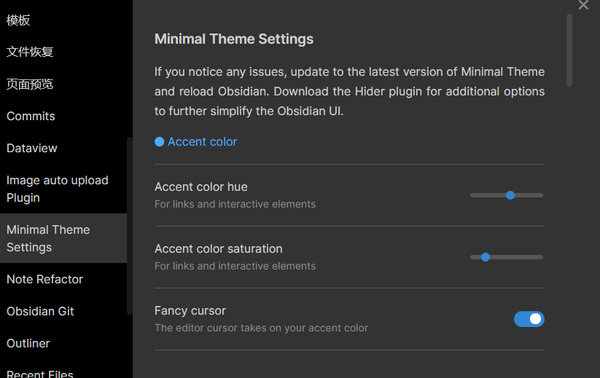 模板
文件恢复
页面预览
Commits
Dataview
Image auto upload
Plugin
Minimal Theme
Settings
Note Refactor
Obsidian Git
Outliner
Recent Files
Minimal Theme Settings
If you notice any issues, update to the latest version of Minimal Theme
and reload Obsidian. Download the Hider plugin for additional options
to further simplify the Obsidian UI.
Accent color
Accent color hue
For links and interactive elements
Accent color saturation
For links and interactive elements
Fancy cursor
The editor cursor takes on your accent color